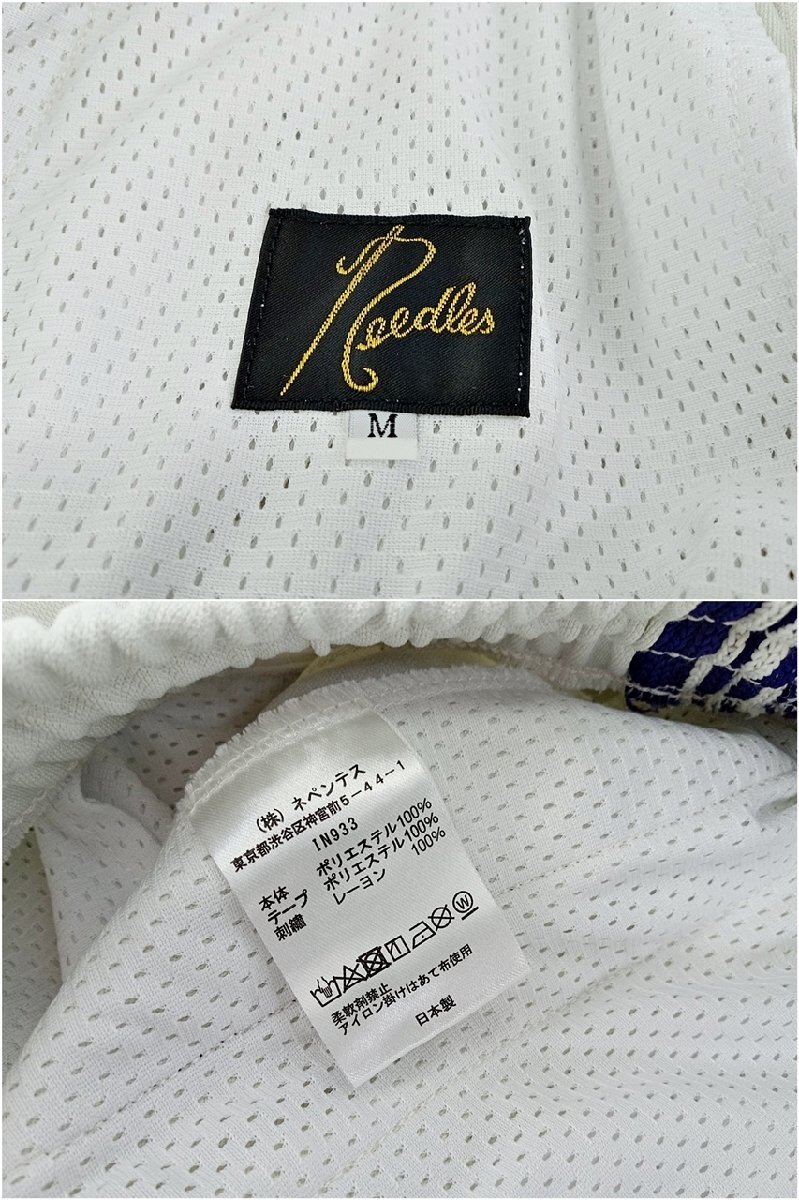 Needles
M
(株) ネペンテス
東京都渋谷区神宮前5-44-1
IN933
本体 ポリエステル100%
テープ ポリエステル100%
刺繍 レーヨン 100%
W
柔軟剤禁止
アイロン掛けはあて布使用
日本製